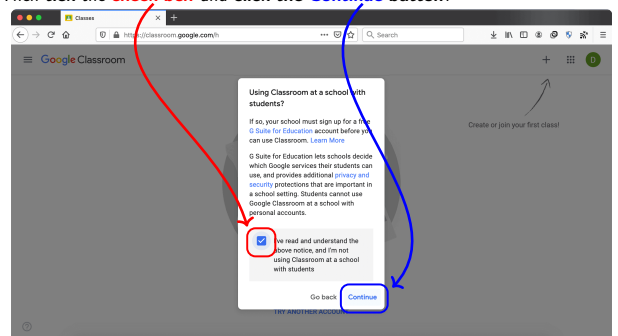 Then tick the check box and click the Continue button.
Classes
https://classroom.google.com/h
Search
Google Classroom
D
Create or join your first class!
Using Classroom at a school with
students?
If so, your school must sign up for a free
G Suite for Education account before you
can use Classroom. Learn More
G Suite for Education lets schools decide
which Google services their students can
use, and provides additional privacy and
security protections that are important in
a school setting. Students cannot use
Google Classroom at a school with
personal accounts.
I've read and understand the
above notice, and I'm not
using Classroom at a school
with students
Go back Continue
TRY ANOTHER ACCOUNT